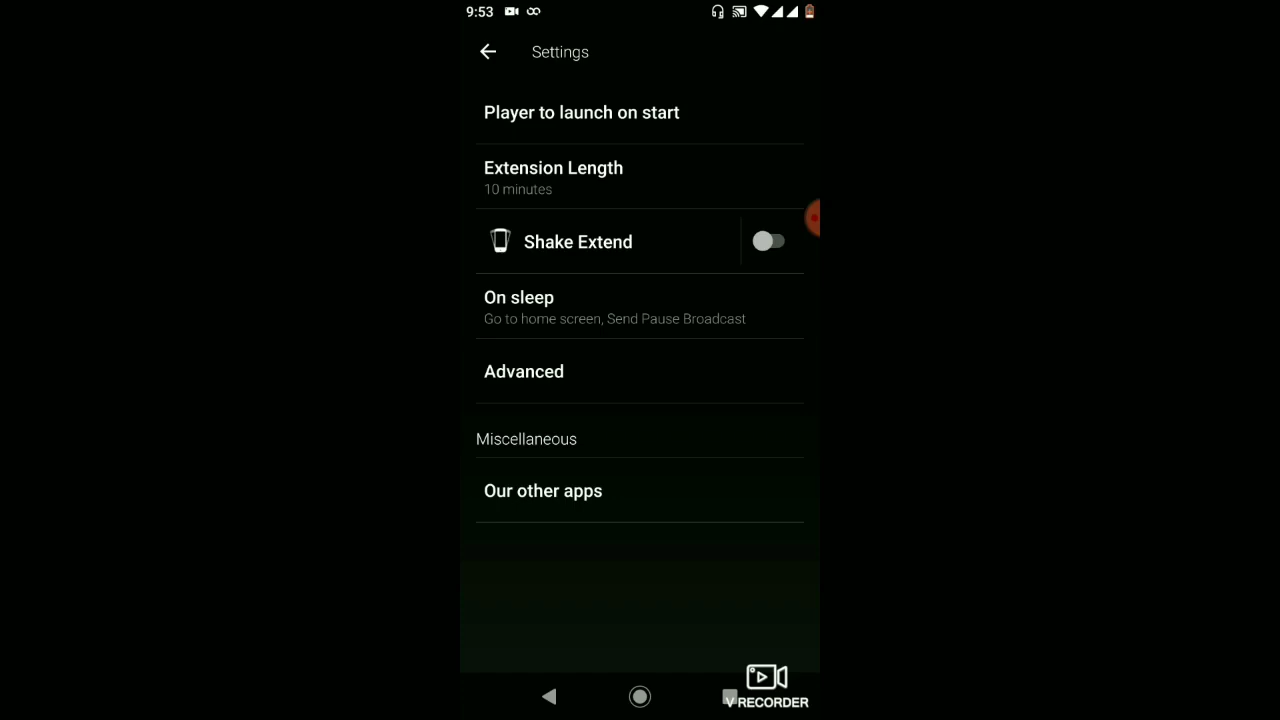 9:53
Settings
Player to launch on start
Extension Length
10 minutes
Shake Extend
On sleep
Go to home screen, Send Pause Broadcast
Advanced
Miscellaneous
Our other apps
V RECORDER